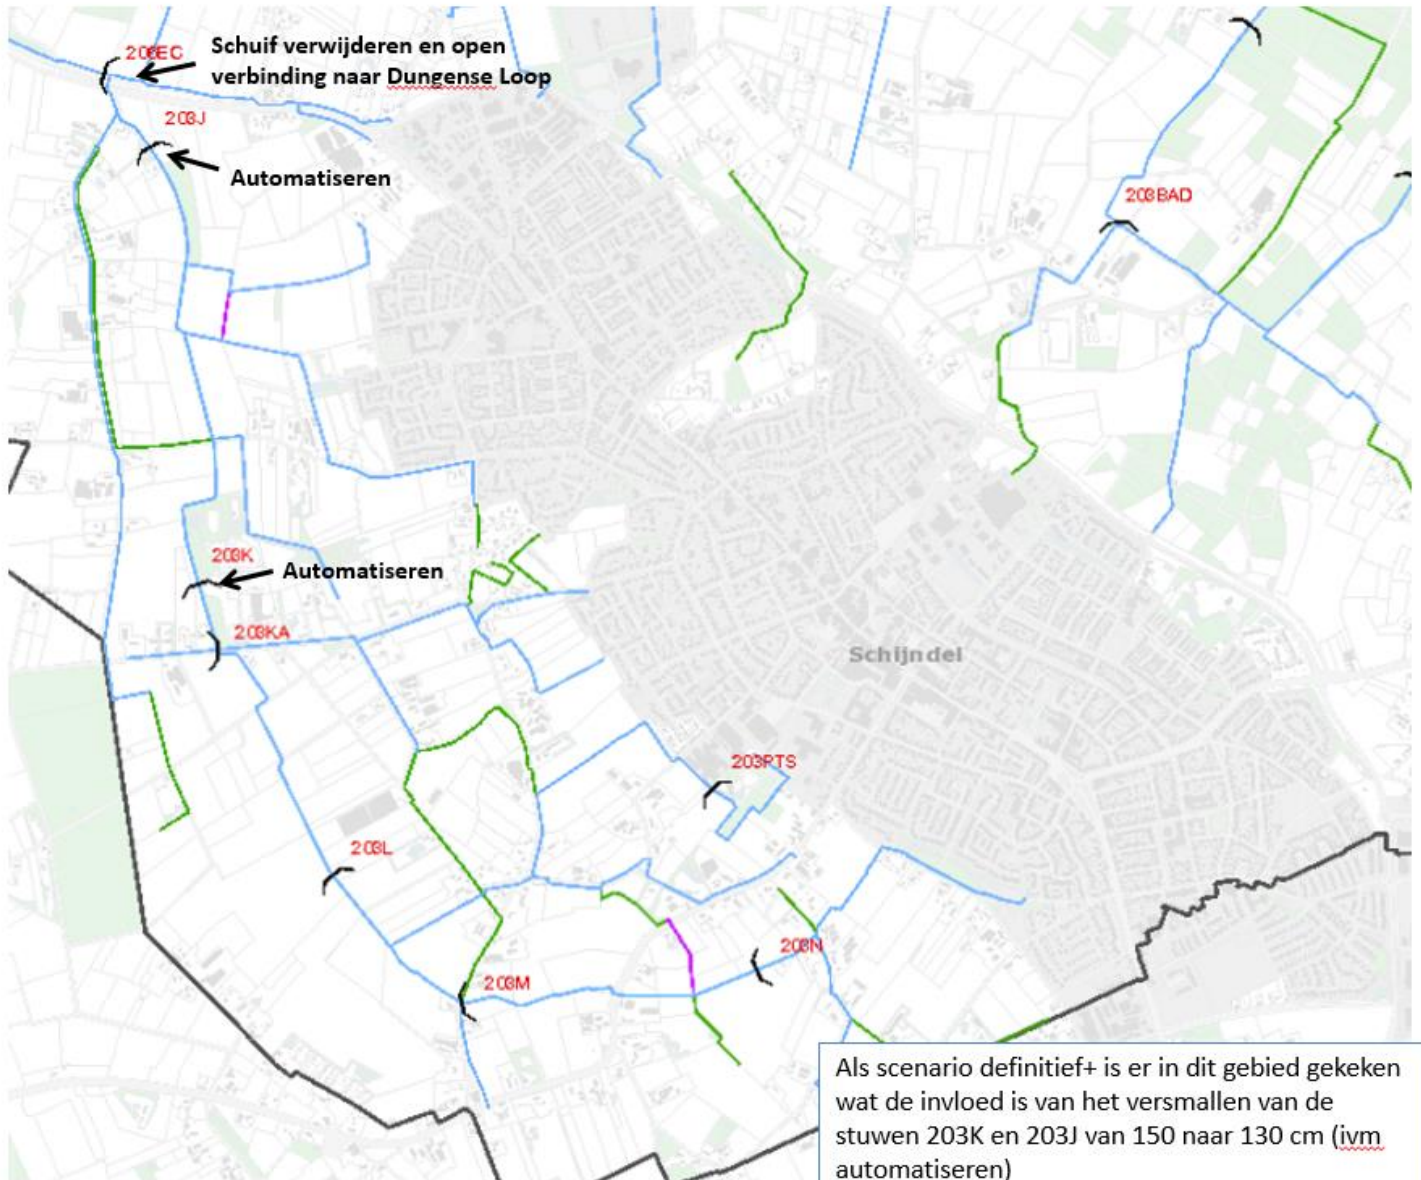 203EC
Schuif verwijderen en open
verbinding naar Dungense Loop
203J
Automatiseren
203BAD
203K
Automatiseren
203KA
Schijndel
203PTS
203L
203N
203M
Als scenario definitief+ is er in dit gebied gekeken
wat de invloed is van het versmallen van de
stuwen 203K en 203J van 150 naar 130 cm (ivm
automatiseren)